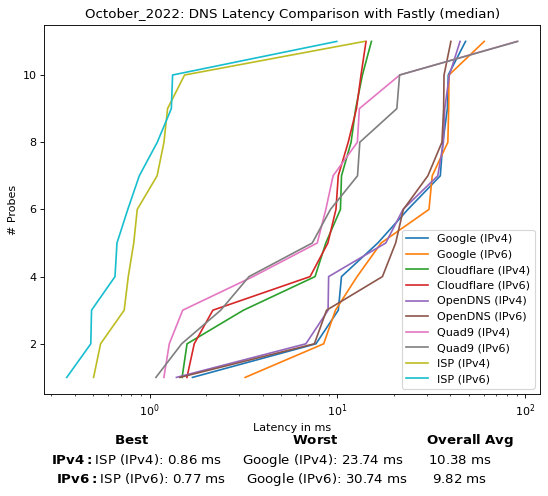 October_2022: DNS Latency Comparison with Fastly (median)
10
8
6
4
2
# Probes
Google (IPv4)
Google (IPv6)
Cloudflare (IPv4)
Cloudflare (IPv6)
OpenDNS (IPv4)
OpenDNS (IPv6)
Quad9 (IPv4)
Quad9 (IPv6)
ISP (IPv4)
ISP (IPv6)
10⁰ 10¹ 10²
Latency in ms
Best Worst Overall Avg
IPv4: ISP (IPv4): 0.86 ms Google (IPv4): 23.74 ms 10.38 ms
IPv6: ISP (IPv6): 0.77 ms Google (IPv6): 30.74 ms 9.82 ms